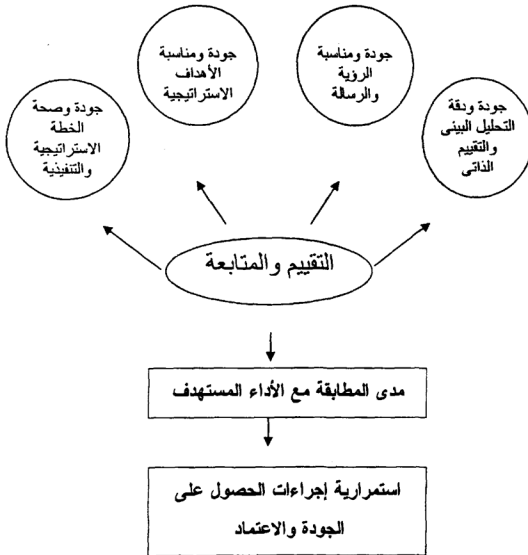 جودة ودقة
التحليل البيئى
والتقييم
الذاتى
جودة ومناسبة
الرؤية
والرسالة
جودة ومناسبة
الأهداف
الاستراتيجية
جودة وصحة
الخطة
الاستراتيجية
والتنفيذية
التقييم والمتابعة
مدى المطابقة مع الأداء المستهدف
استمرارية إجراءات الحصول على
الجودة والاعتماد